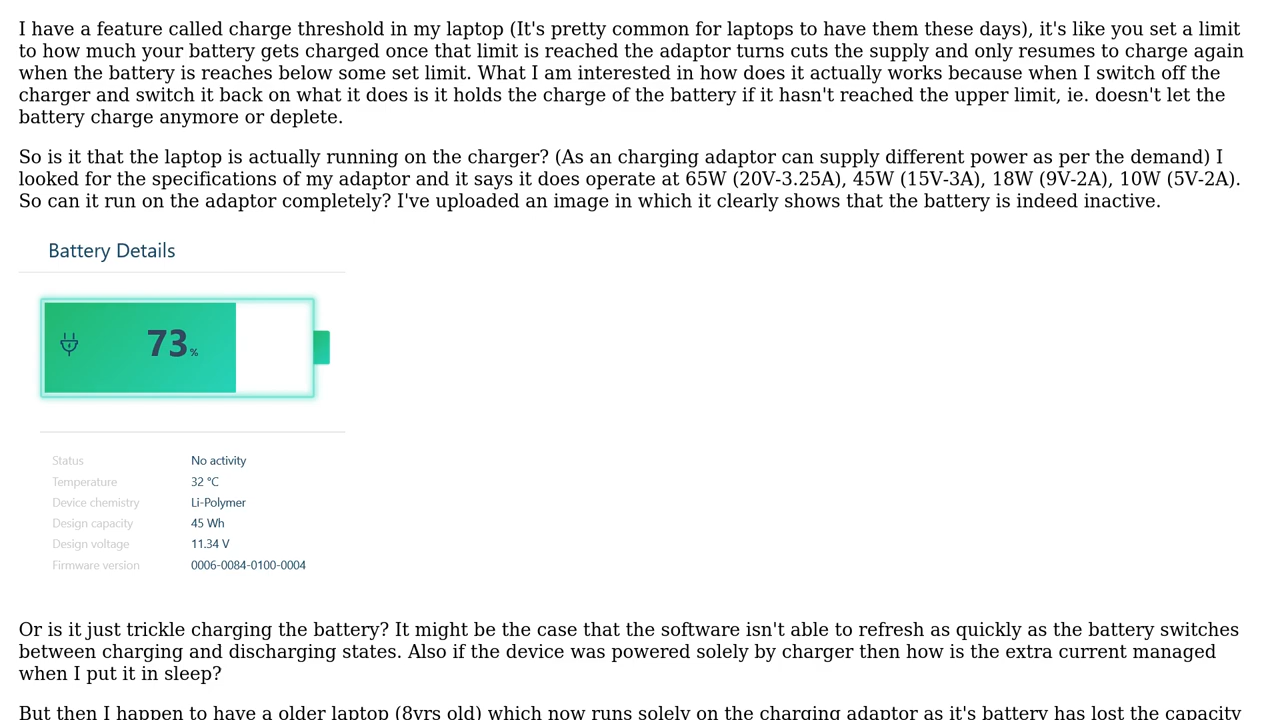 I have a feature called charge threshold in my laptop (It's pretty common for laptops to have them these days), it's like you set a limit
to how much your battery gets charged once that limit is reached the adaptor turns cuts the supply and only resumes to charge again
when the battery is reaches below some set limit. What I am interested in how does it actually works because when I switch off the
charger and switch it back on what it does is it holds the charge of the battery if it hasn't reached the upper limit, ie. doesn't let the
battery charge anymore or deplete.
So is it that the laptop is actually running on the charger? (As an charging adaptor can supply different power as per the demand) I
looked for the specifications of my adaptor and it says it does operate at 65W (20V-3.25A), 45W (15V-3A), 18W (9V-2A), 10W (5V-2A).
So can it run on the adaptor completely? I've uploaded an image in which it clearly shows that the battery is indeed inactive.
Battery Details
73%
Status No activity
Temperature 32 °C
Device chemistry Li-Polymer
Design capacity 45 Wh
Design voltage 11.34 V
Firmware version 0006-0084-0100-0004
Or is it just trickle charging the battery? It might be the case that the software isn't able to refresh as quickly as the battery switches
between charging and discharging states. Also if the device was powered solely by charger then how is the extra current managed
when I put it in sleep?
But then I happen to have a older laptop (8yrs old) which now runs solely on the charging adaptor as it's battery has lost the capacity